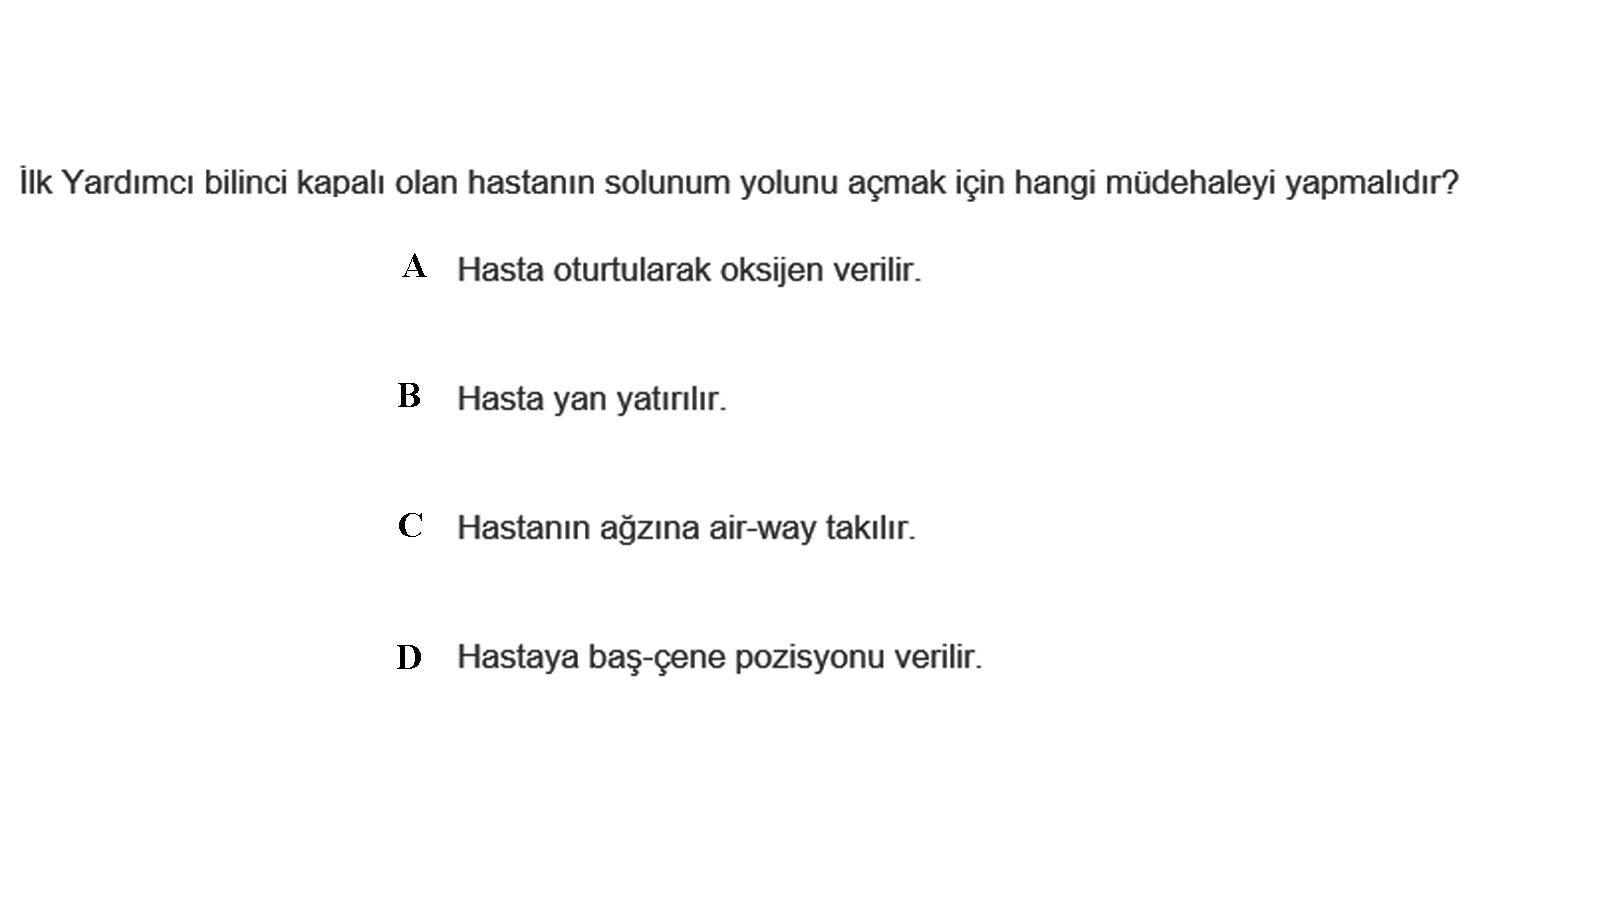 İlk Yardımcı bilinci kapalı olan hastanın solunum yolunu açmak için hangi müdehaleyi yapmalıdır?
A Hasta oturtularak oksijen verilir.
B Hasta yan yatırılır.
C Hastanın ağzına air-way takılır.
D Hastaya baş-çene pozisyonu verilir.